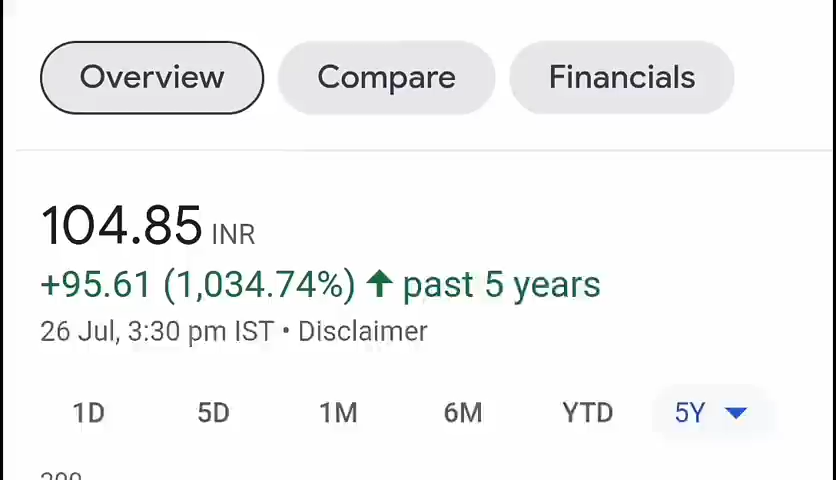 Overview Compare Financials
104.85 INR
+95.61 (1,034.74%) ↑ past 5 years
26 Jul, 3:30 pm IST • Disclaimer
1D 5D 1M 6M YTD 5Y